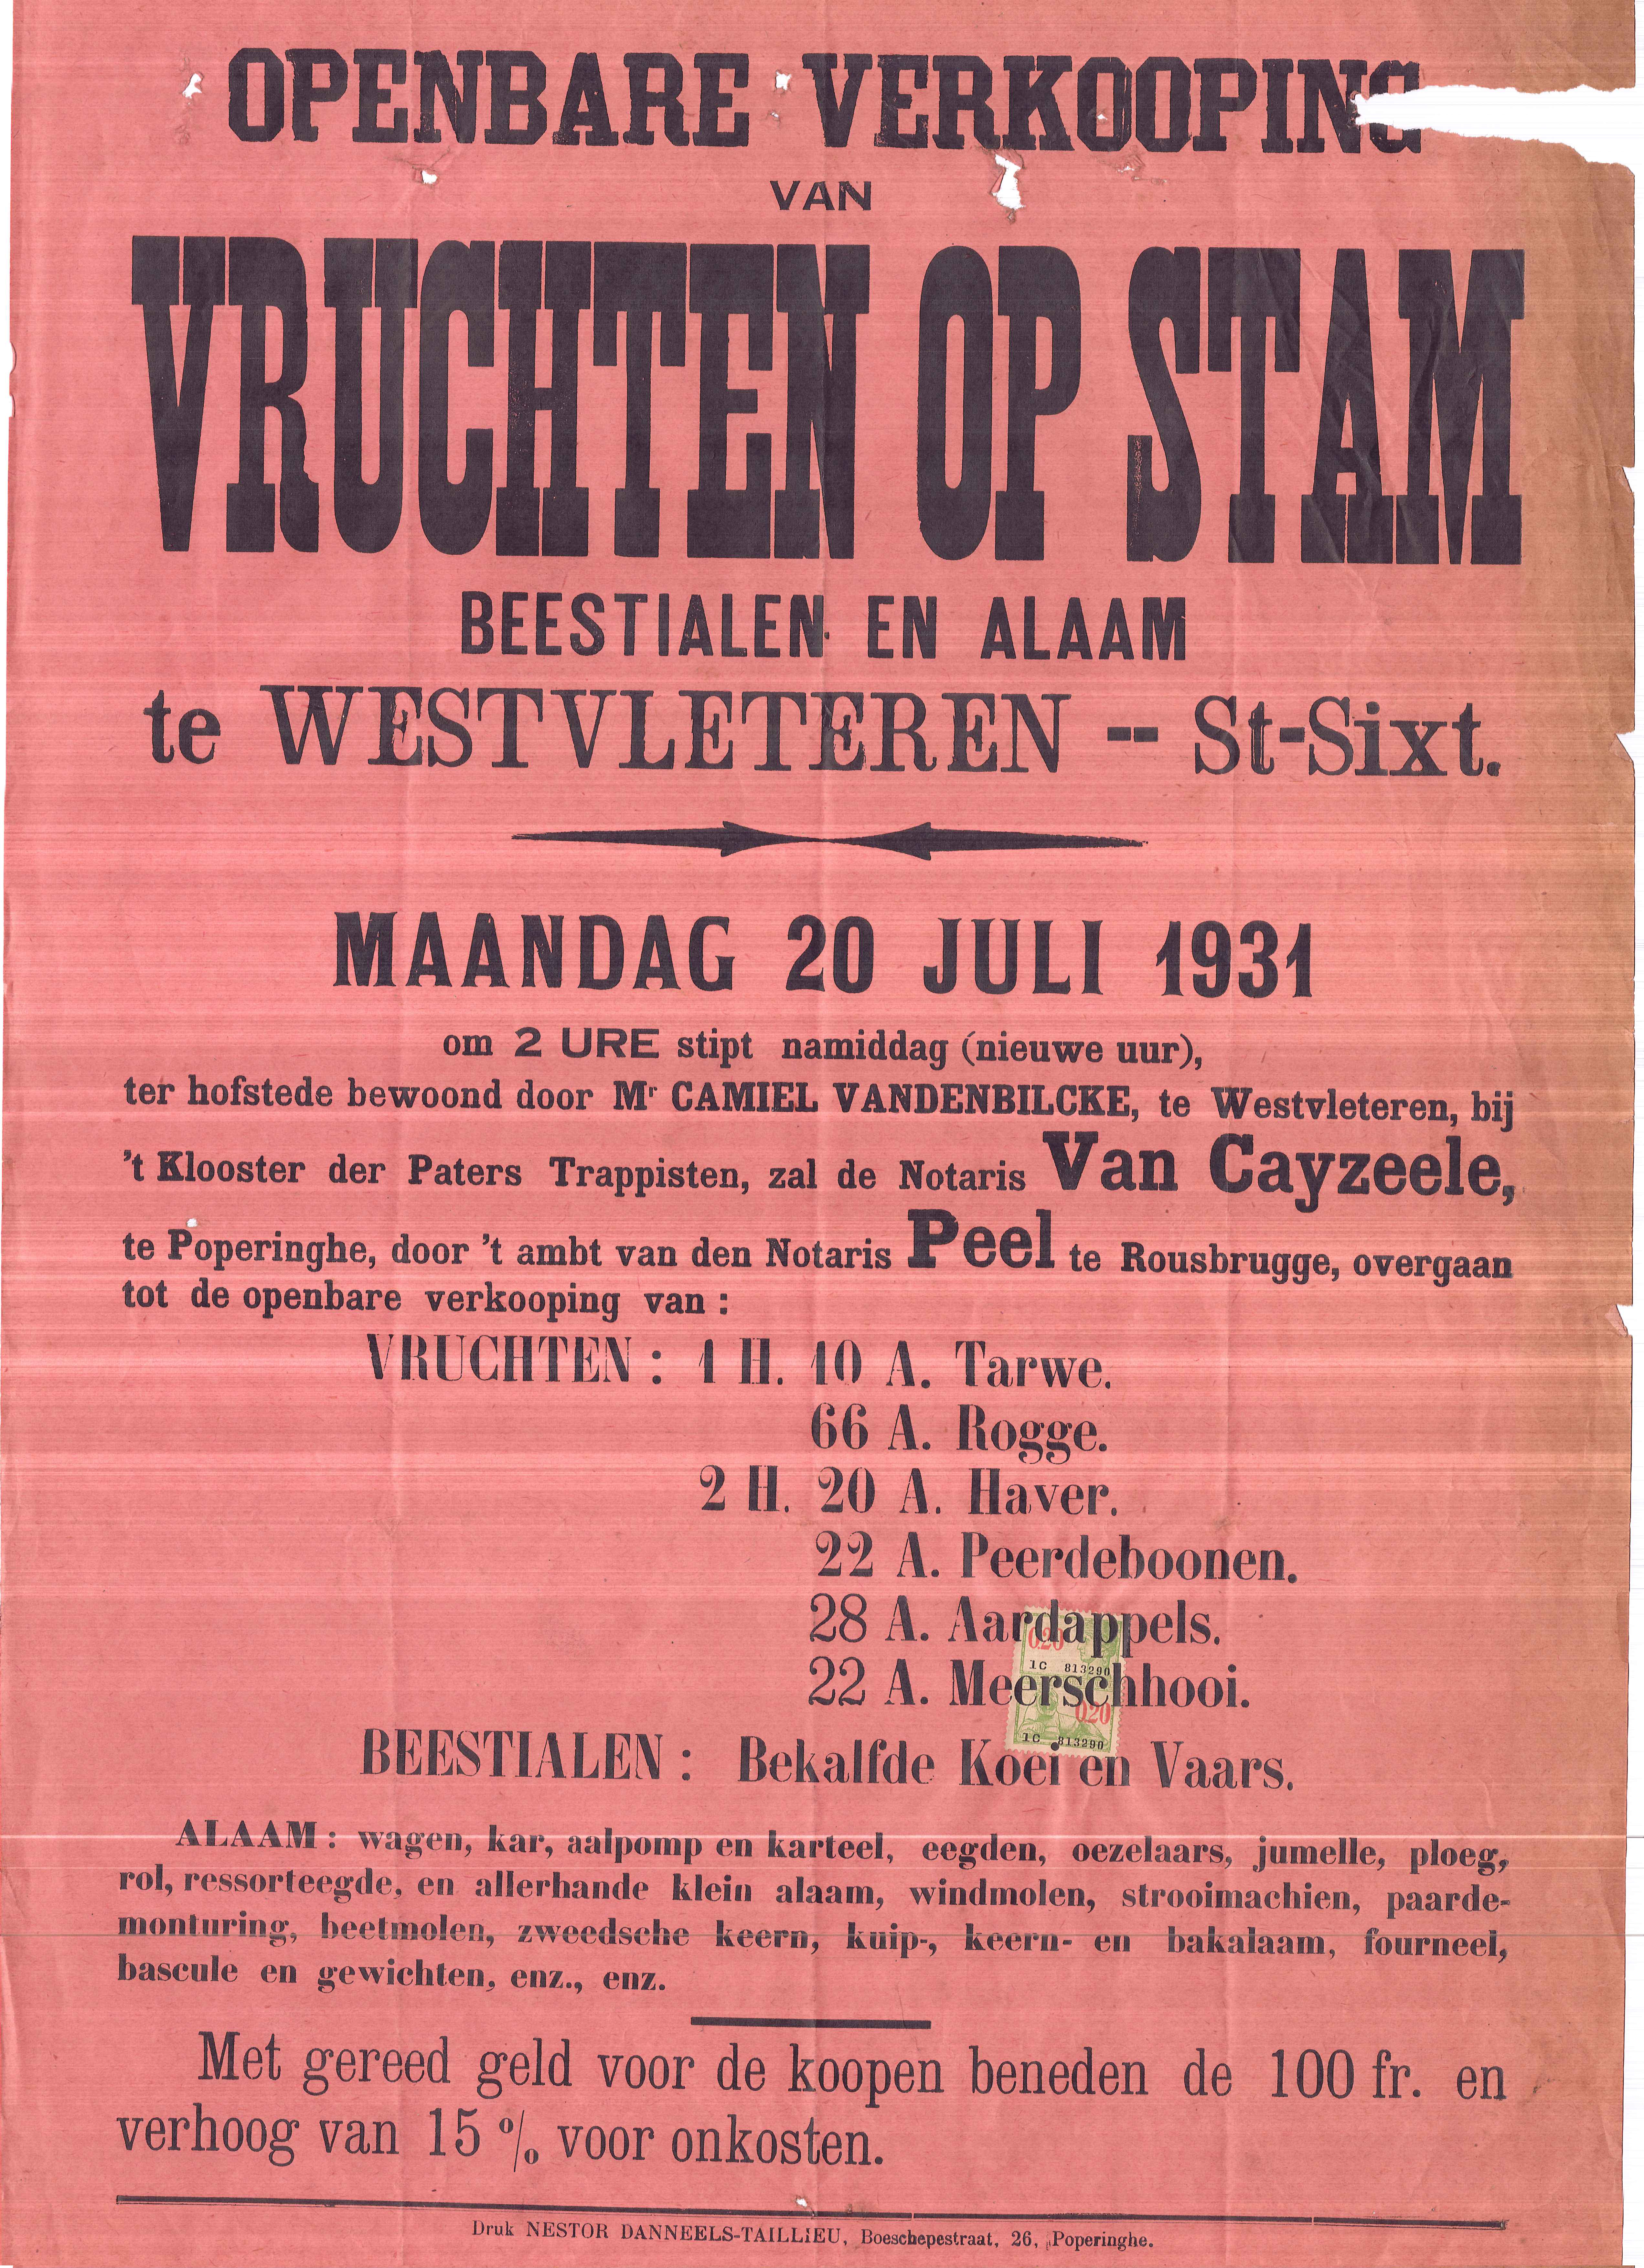 OPENBARE VERKOOPING
VAN
VRUCHTEN OP STAM
BEESTIALEN EN ALAAM
te WESTVLETEREN -- St-Sixt.
MAANDAG 20 JULI 1931
om 2 URE stipt namiddag (nieuwe uur),
ter hofstede bewoond door Mr CAMIEL VANDENBILCKE, te Westvleteren, bij
't Klooster der Paters Trappisten, zal de Notaris Van Cayzeele,
te Poperinghe, door 't ambt van den Notaris Peel te Rousbrugge, overgaan
tot de openbare verkooping van :
VRUCHTEN : 1 H. 10 A. Tarwe.
66 A. Rogge.
2 H. 20 A. Haver.
22 A. Peerdeboonen.
28 A. Aardappels.
0.20
1C 813290
22 A. Meerschhooi.
0.20
1C 813290
BEESTIALEN : Bekalfde Koei en Vaars.
ALAAM : wagen, kar, aalpomp en karteel, eegden, oezelaars, jumelle, ploeg,
rol, ressorteegde, en allerhande klein alaam, windmolen, strooimachien, paarde-
monturing, beetmolen, zweedsche keern, kuip-, keern- en bakalaam, fourneel,
bascule en gewichten, enz., enz.
Met gereed geld voor de koopen beneden de 100 fr. en
verhoog van 15 % voor onkosten.
Druk NESTOR DANNEELS-TAILLIEU, Boeschepestraat, 26, Poperinghe.